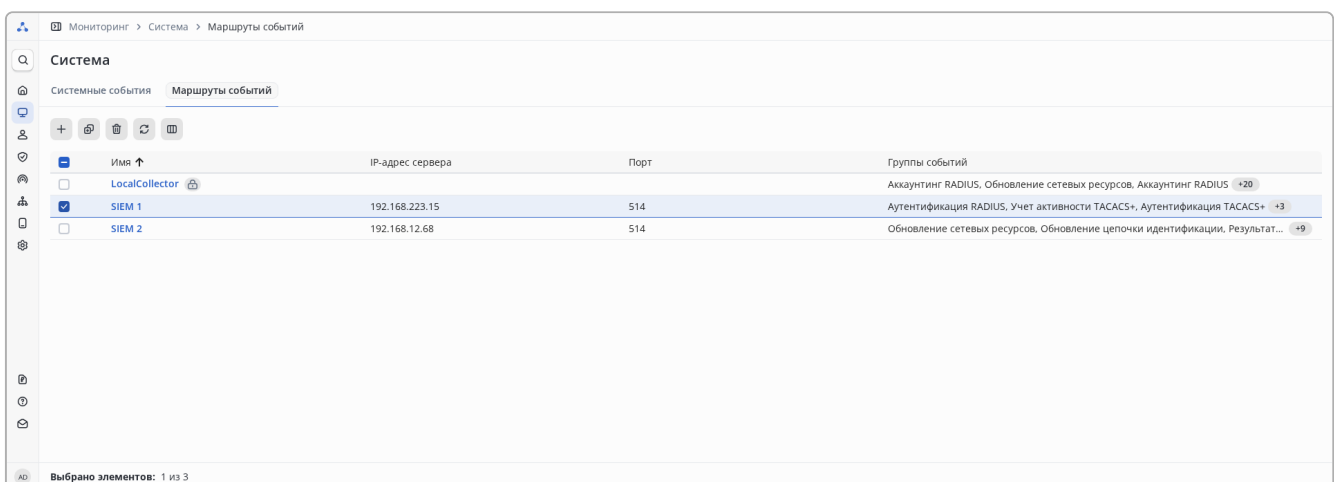 Мониторинг > Система > Маршруты событий
Система
Системные события Маршруты событий
Имя ↑ IP-адрес сервера Порт Группы событий
LocalCollector Аккаунтинг RADIUS, Обновление сетевых ресурсов, Аккаунтинг RADIUS +20
SIEM 1 192.168.223.15 514 Аутентификация RADIUS, Учет активности TACACS+, Аутентификация TACACS+ +3
SIEM 2 192.168.12.68 514 Обновление сетевых ресурсов, Обновление цепочки идентификации, Результат... +9
AD Выбрано элементов: 1 из 3